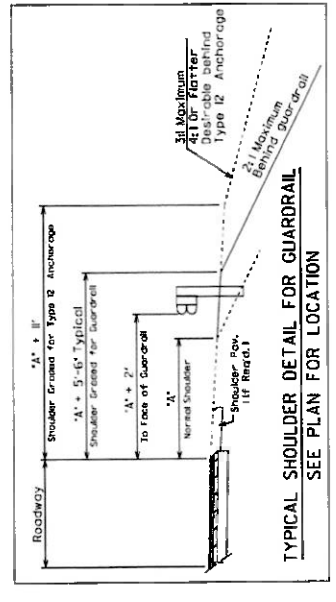 Roadway
"A" + 11'
Shoulder Graded for Type 12 Anchorage
"A" + 5'-6" Typical
Shoulder Graded for Guardrail
"A" + 2'
To Face of Guardrail
"A"
Normal Shoulder
Shoulder Pav.
(If Req'd.)
3:1 Maximum
4:1 Or Flatter
Desirable behind
Type 12 Anchorage
2:1 Maximum
Behind guardrail
TYPICAL SHOULDER DETAIL FOR GUARDRAIL
SEE PLAN FOR LOCATION